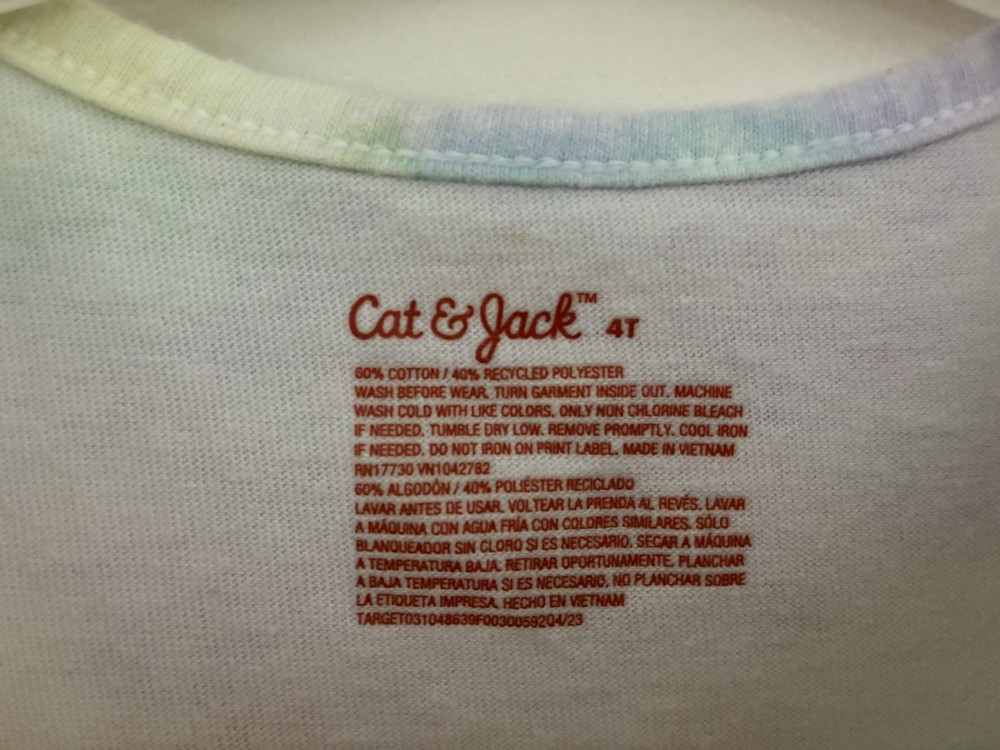 Cat & Jack™ 4T
60% COTTON / 40% RECYCLED POLYESTER
WASH BEFORE WEAR. TURN GARMENT INSIDE OUT. MACHINE
WASH COLD WITH LIKE COLORS. ONLY NON CHLORINE BLEACH
IF NEEDED. TUMBLE DRY LOW. REMOVE PROMPTLY. COOL IRON
IF NEEDED. DO NOT IRON ON PRINT LABEL. MADE IN VIETNAM
RN17730 VN1042782
60% ALGODÓN / 40% POLIÉSTER RECICLADO
LAVAR ANTES DE USAR. VOLTEAR LA PRENDA AL REVÉS. LAVAR
A MÁQUINA CON AGUA FRÍA CON COLORES SIMILARES. SÓLO
BLANQUEADOR SIN CLORO SI ES NECESARIO. SECAR A MÁQUINA
A TEMPERATURA BAJA. RETIRAR OPORTUNAMENTE. PLANCHAR
A BAJA TEMPERATURA SI ES NECESARIO. NO PLANCHAR SOBRE
LA ETIQUETA IMPRESA. HECHO EN VIETNAM
TARGET031048639F003005920​4/23